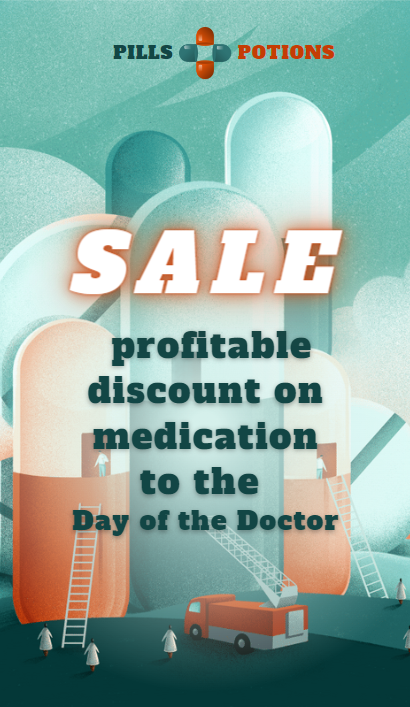 PILLS POTIONS
SALE
profitable
discount on
medication
to the
Day of the Doctor